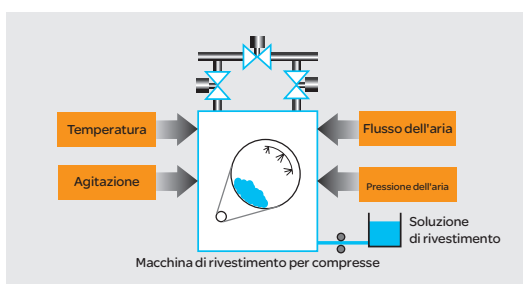 Temperatura
Flusso dell'aria
Agitazione
Pressione dell'aria
Soluzione
di rivestimento
Macchina di rivestimento per compresse